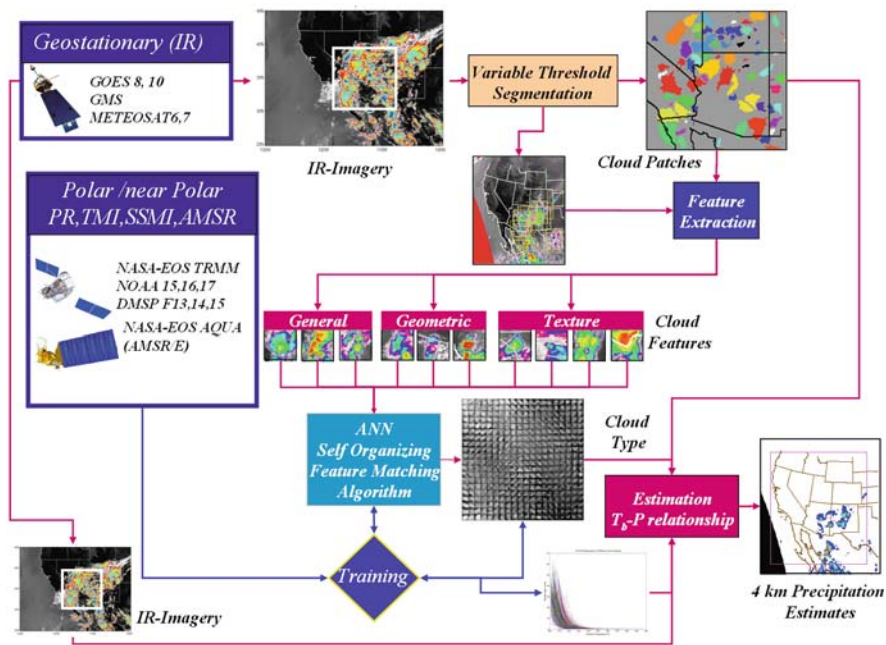 Geostationary (IR)
GOES 8, 10
GMS
METEOSAT6,7
IR-Imagery
Variable Threshold
Segmentation
Cloud Patches
Polar /near Polar
PR,TMI,SSMI,AMSR
NASA-EOS TRMM
NOAA 15,16,17
DMSP F13,14,15
NASA-EOS AQUA
(AMSR/E)
Feature
Extraction
General
Geometric
Texture
Cloud
Features
ANN
Self Organizing
Feature Matching
Algorithm
Cloud
Type
Estimation
Tb-P relationship
Training
IR-Imagery
4 km Precipitation
Estimates